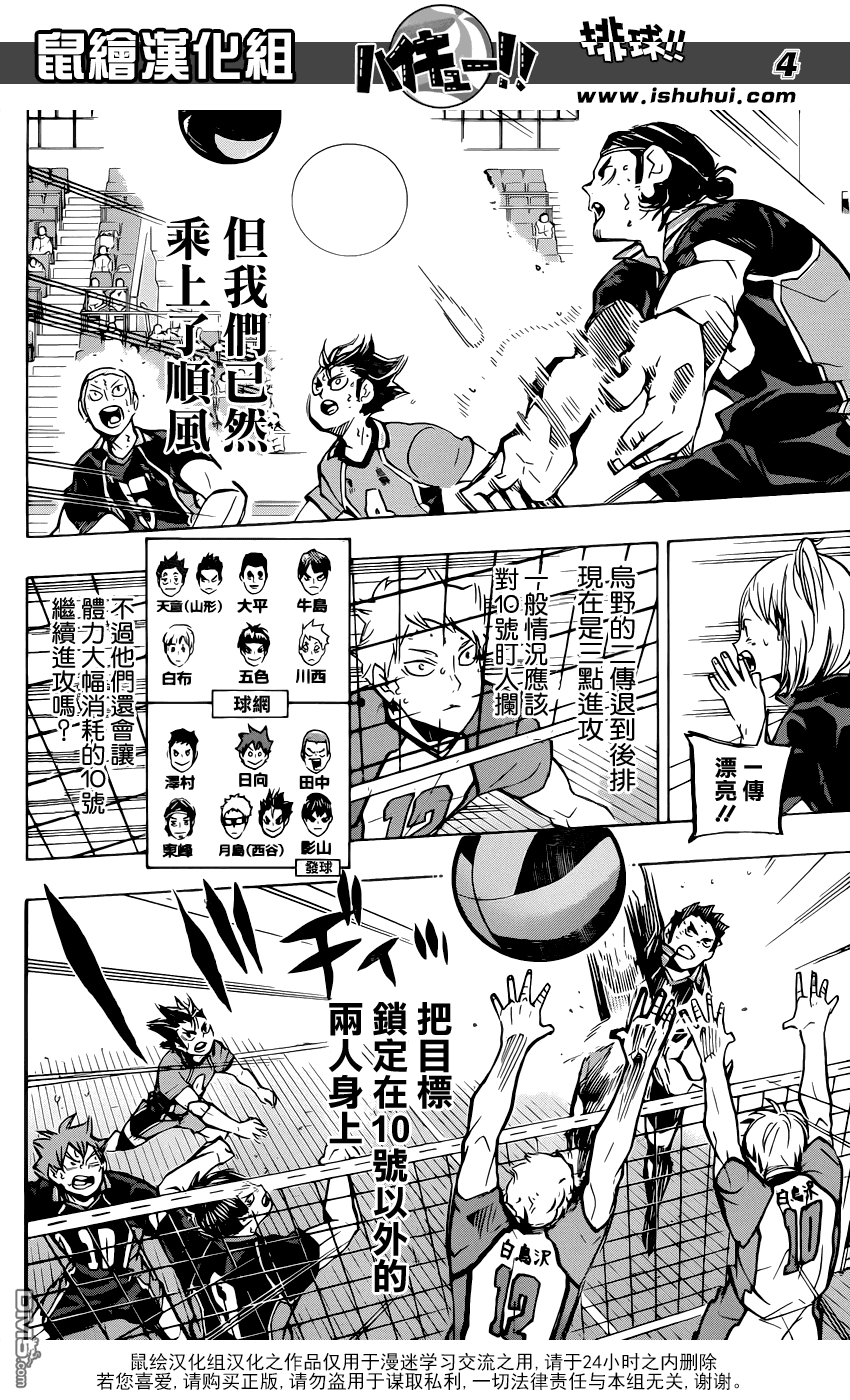 鼠繪漢化組
ハイキュー!!
排球!!
4
www.ishuhui.com
但我們已然
乘上了順風
一傳
漂亮!!
烏野的二傳退到後排
現在是三點進攻
一般情況應該
對10號盯人攔
12
天童(山形) 大平 牛島
白布 五色 川西
球網
澤村 日向 田中
東峰 月島(西谷) 影山
發球
不過他們還會讓
體力大幅消耗的10號
繼續進攻嗎?
ギィィ
把目標
鎖定在10號以外的
兩人身上
10
白鳥沢
12
白鳥沢
10
鼠绘汉化组汉化之作品仅用于漫迷学习交流之用, 请于24小时之内删除
若您喜爱, 请购买正版, 请勿盗用于谋取私利, 一切法律责任与本组无关, 谢谢。